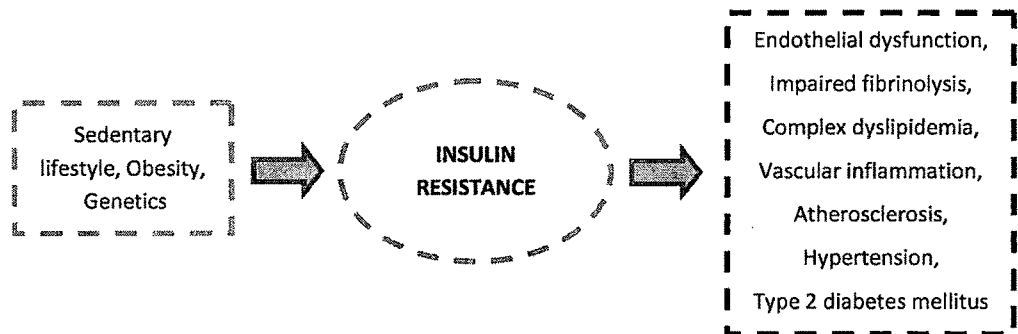 Sedentary
lifestyle, Obesity,
Genetics
INSULIN
RESISTANCE
Endothelial dysfunction,
Impaired fibrinolysis,
Complex dyslipidemia,
Vascular inflammation,
Atherosclerosis,
Hypertension,
Type 2 diabetes mellitus